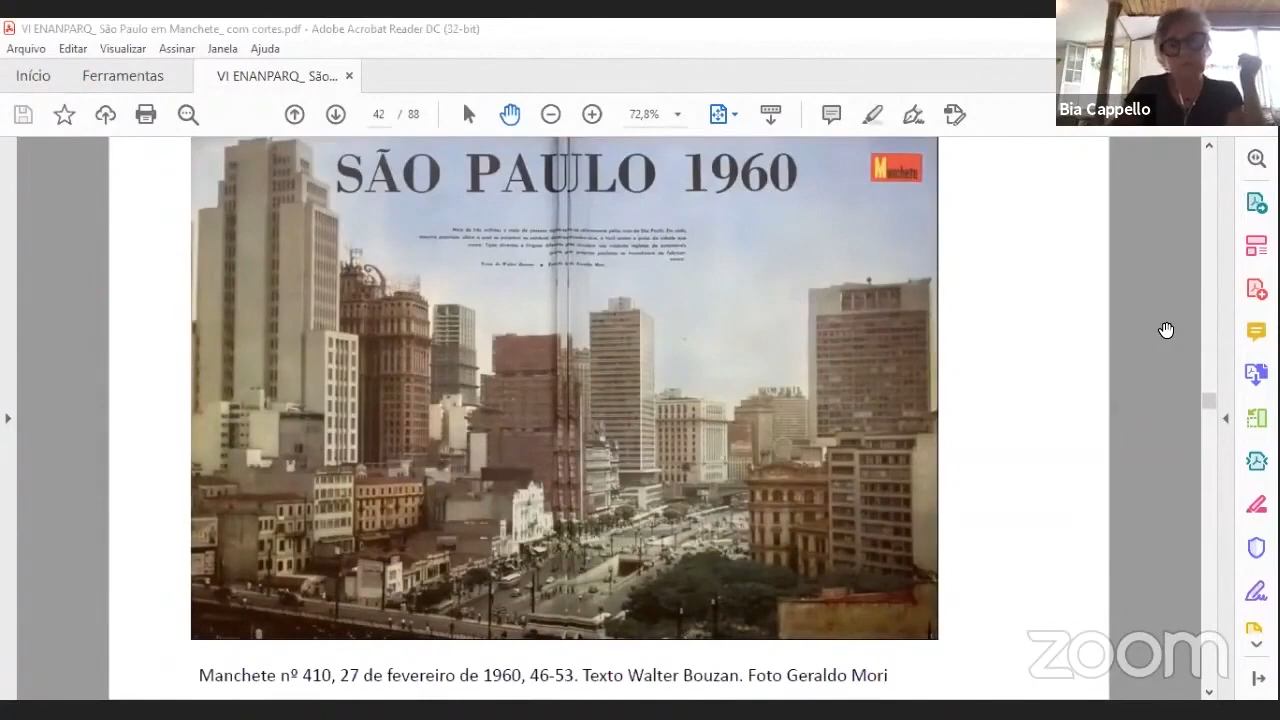 VI ENANPARQ_ São Paulo em Manchete_ com cortes.pdf - Adobe Acrobat Reader DC (32-bit)
Arquivo Editar Visualizar Assinar Janela Ajuda
Início Ferramentas VI ENANPARQ_ São... ×
42 / 88 72,8%
Bia Cappello
SÃO PAULO 1960
Manchete
Manchete nº 410, 27 de fevereiro de 1960, 46-53. Texto Walter Bouzan. Foto Geraldo Mori
zoom